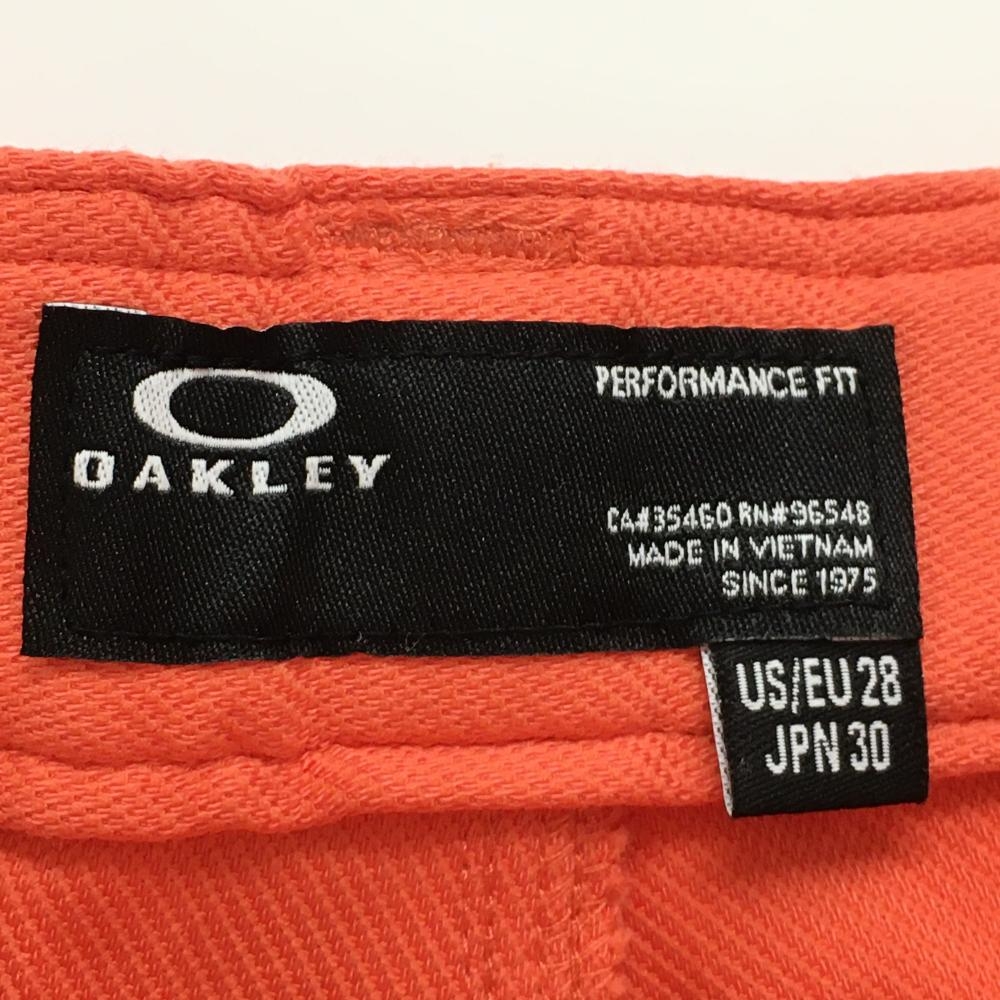 OAKLEY
PERFORMANCE FIT
CA#35460 RN#96548
MADE IN VIETNAM
SINCE 1975
US/EU 28
JPN 30